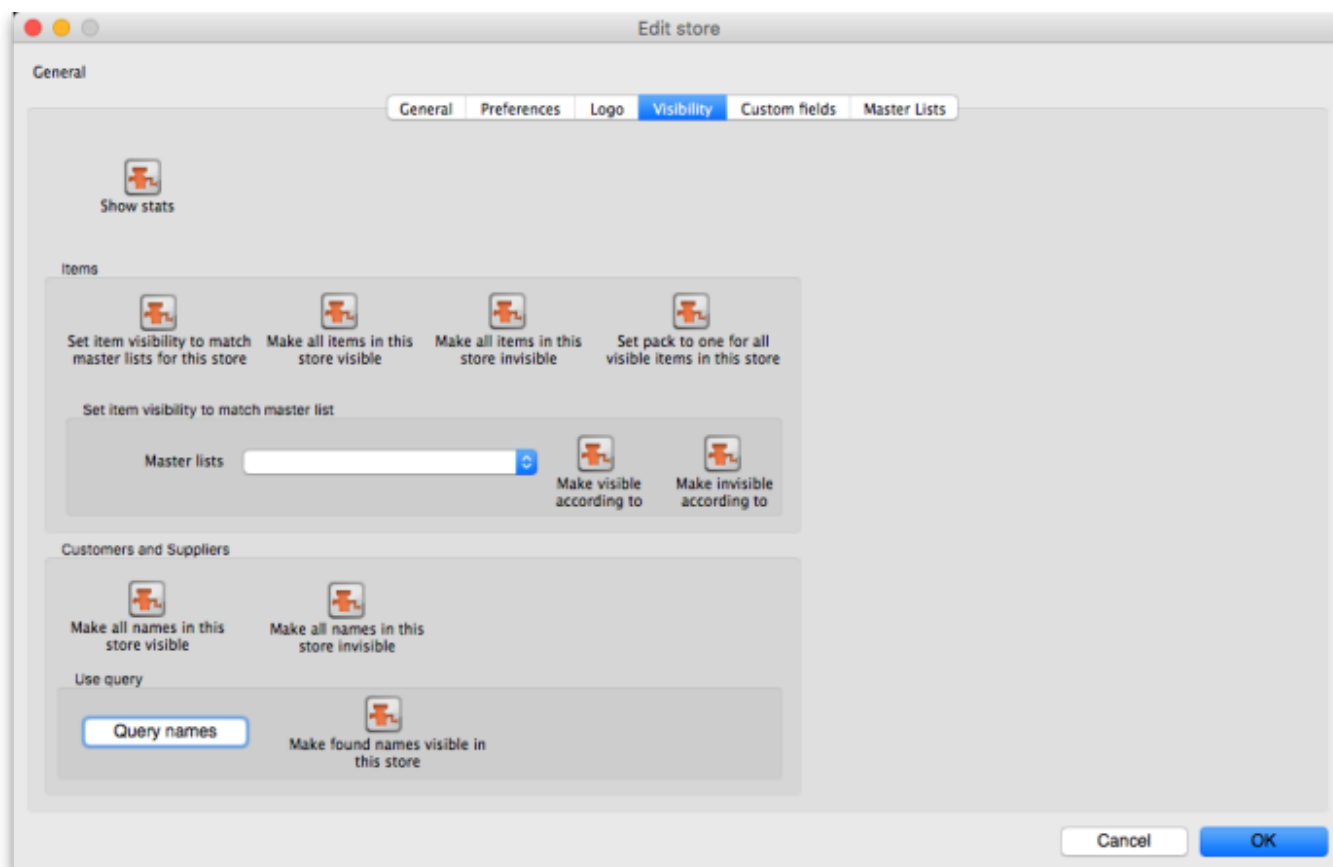 Edit store
General
General Preferences Logo Visibility Custom fields Master Lists
Show stats
Items
Set item visibility to match
master lists for this store
Make all items in this
store visible
Make all items in this
store invisible
Set pack to one for all
visible items in this store
Set item visibility to match master list
Master lists
Make visible
according to
Make invisible
according to
Customers and Suppliers
Make all names in this
store visible
Make all names in this
store invisible
Use query
Query names
Make found names visible in
this store
Cancel
OK